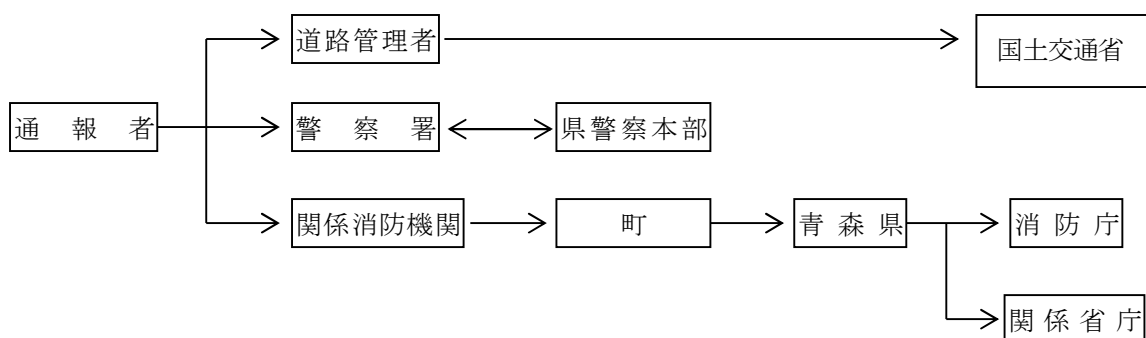 道路管理者
国土交通省
通報者
警察署
県警察本部
関係消防機関
町
青森県
消防庁
関係省庁